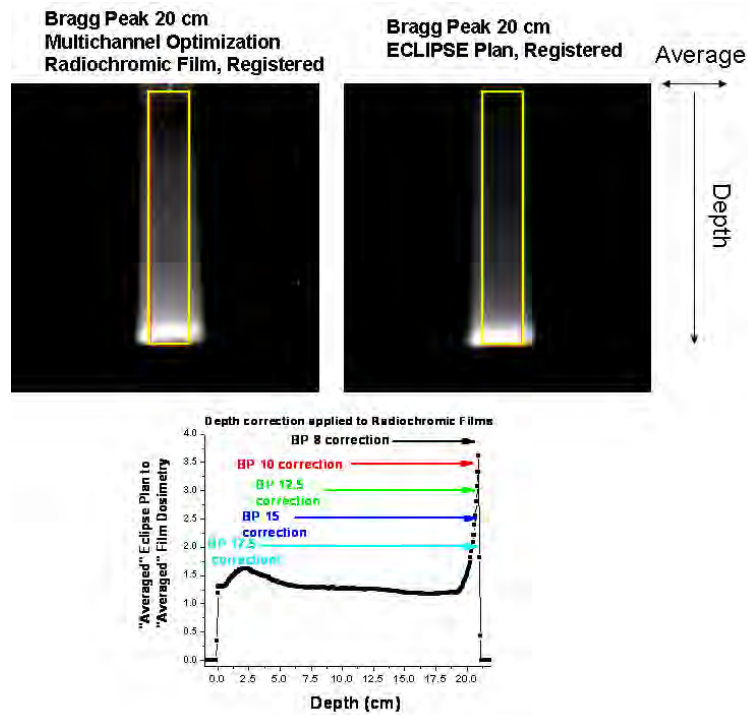 Bragg Peak 20 cm
Multichannel Optimization
Radiochromic Film, Registered
Bragg Peak 20 cm
ECLIPSE Plan, Registered
Average
Depth
Depth correction applied to Radiochromic Films
BP 8 correction
BP 10 correction
BP 12.5
correction
BP 15
correction
BP 17.5
correction
"Averaged" Eclipse Plan to
"Averaged" Film Dosimetry
4.0
3.5
3.0
2.5
2.0
1.5
1.0
0.5
0.0
0.0 2.5 5.0 7.5 10.0 12.5 15.0 17.5 20.0
Depth (cm)